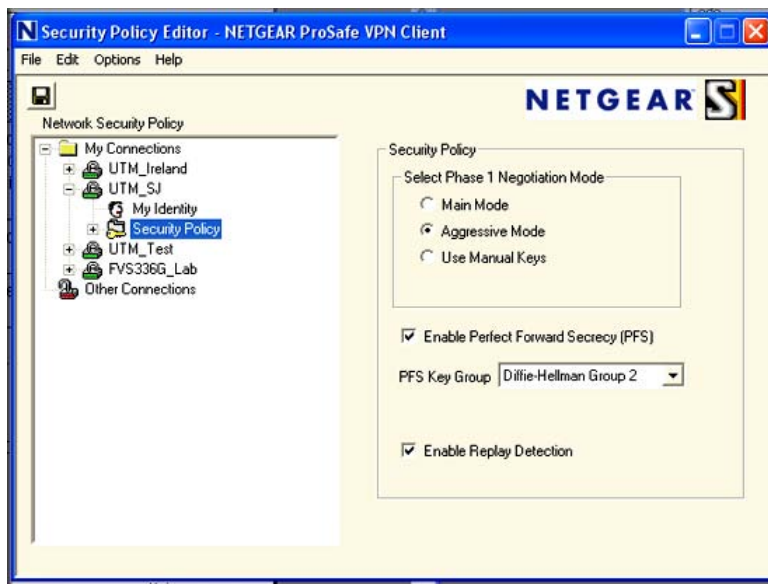 Security Policy Editor - NETGEAR ProSafe VPN Client
File Edit Options Help
NETGEAR
Network Security Policy
My Connections
UTM_Ireland
UTM_SJ
My Identity
Security Policy
UTM_Test
FVS336G_Lab
Other Connections
Security Policy
Select Phase 1 Negotiation Mode
Main Mode
Aggressive Mode
Use Manual Keys
Enable Perfect Forward Secrecy (PFS)
PFS Key Group Diffie-Hellman Group 2
Enable Replay Detection